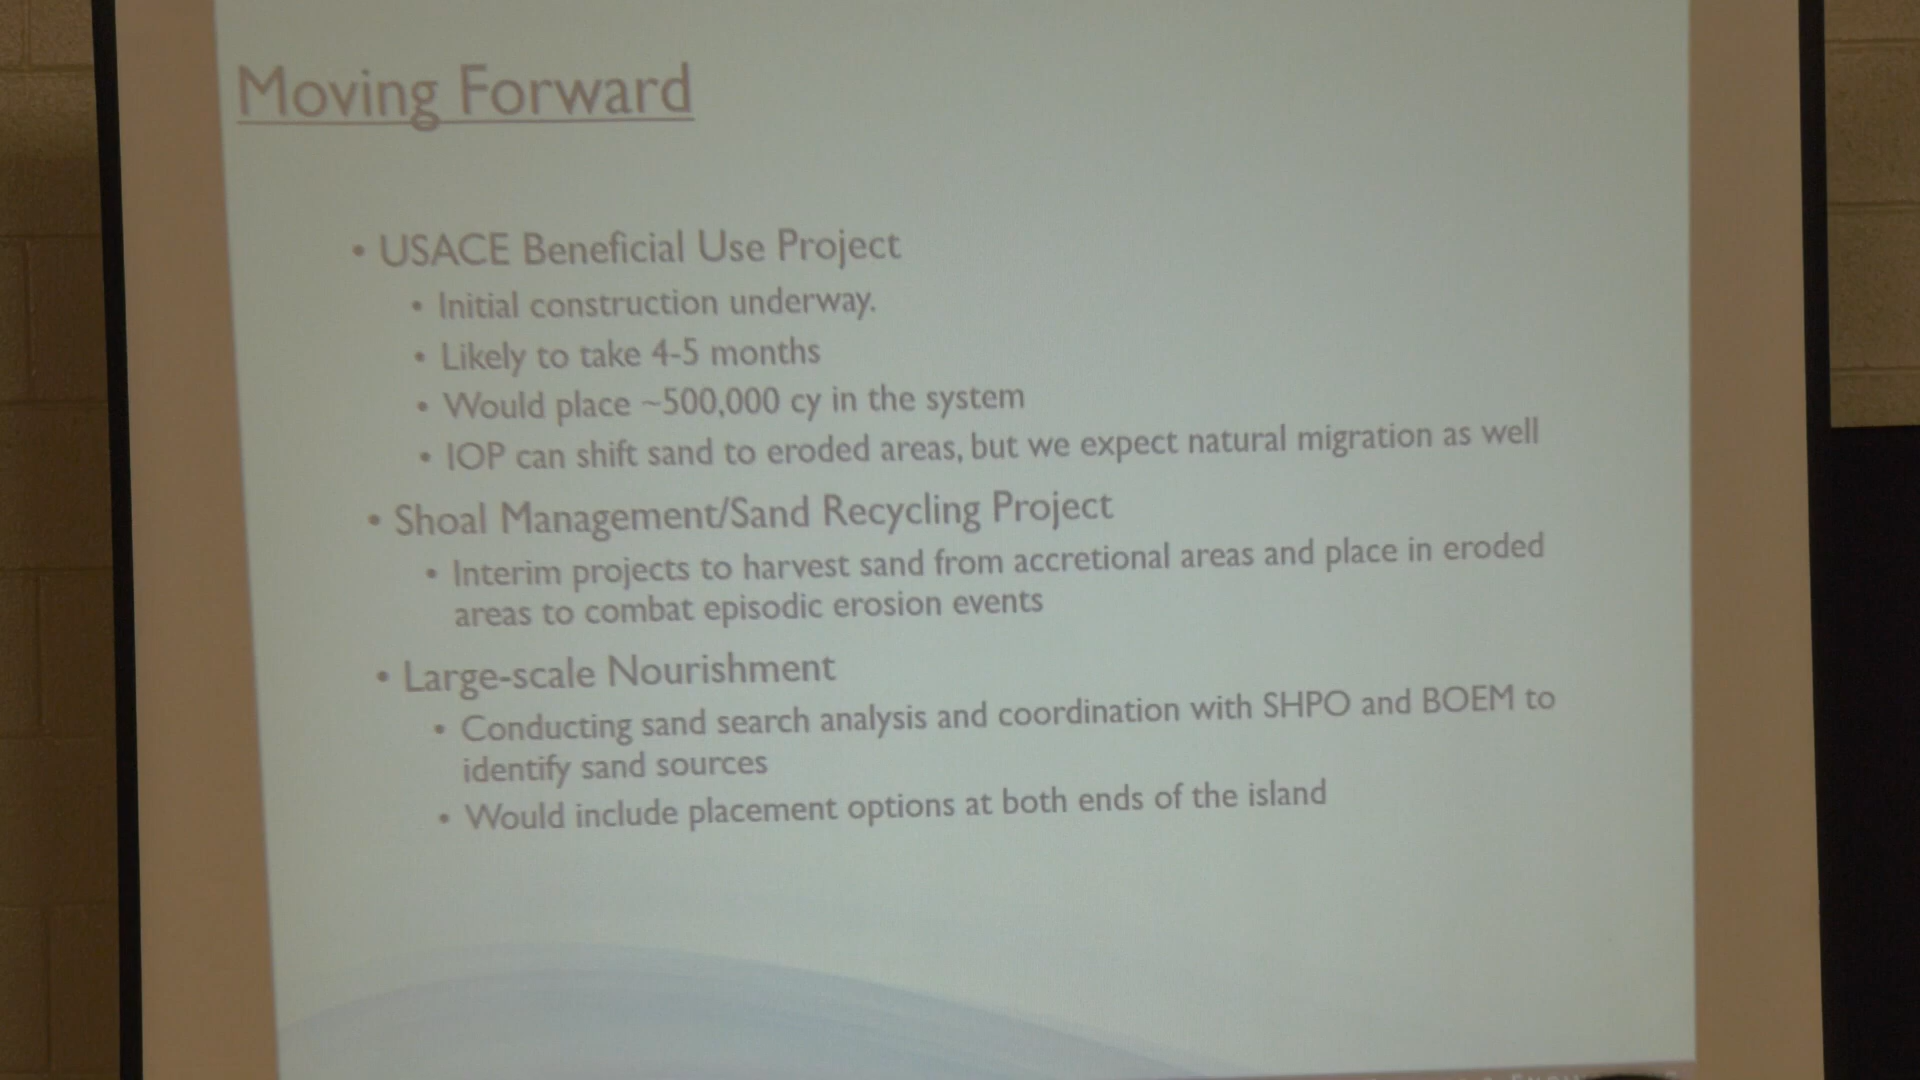 Moving Forward
• USACE Beneficial Use Project
• Initial construction underway.
• Likely to take 4-5 months
• Would place ~500,000 cy in the system
• IOP can shift sand to eroded areas, but we expect natural migration as well
• Shoal Management/Sand Recycling Project
• Interim projects to harvest sand from accretional areas and place in eroded
areas to combat episodic erosion events
• Large-scale Nourishment
• Conducting sand search analysis and coordination with SHPO and BOEM to
identify sand sources
• Would include placement options at both ends of the island